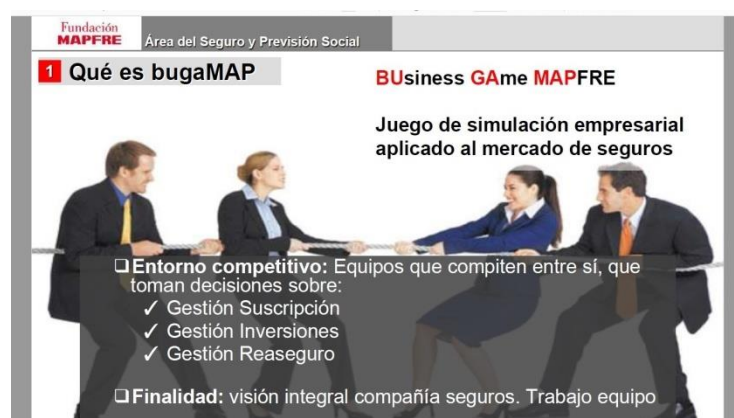 Fundación
MAPFRE
Área del Seguro y Previsión Social
1 Qué es bugaMAP
BUsiness GAme MAPFRE
Juego de simulación empresarial
aplicado al mercado de seguros
❑Entorno competitivo: Equipos que compiten entre sí, que
toman decisiones sobre:
✓ Gestión Suscripción
✓ Gestión Inversiones
✓ Gestión Reaseguro
❑Finalidad: visión integral compañía seguros. Trabajo equipo